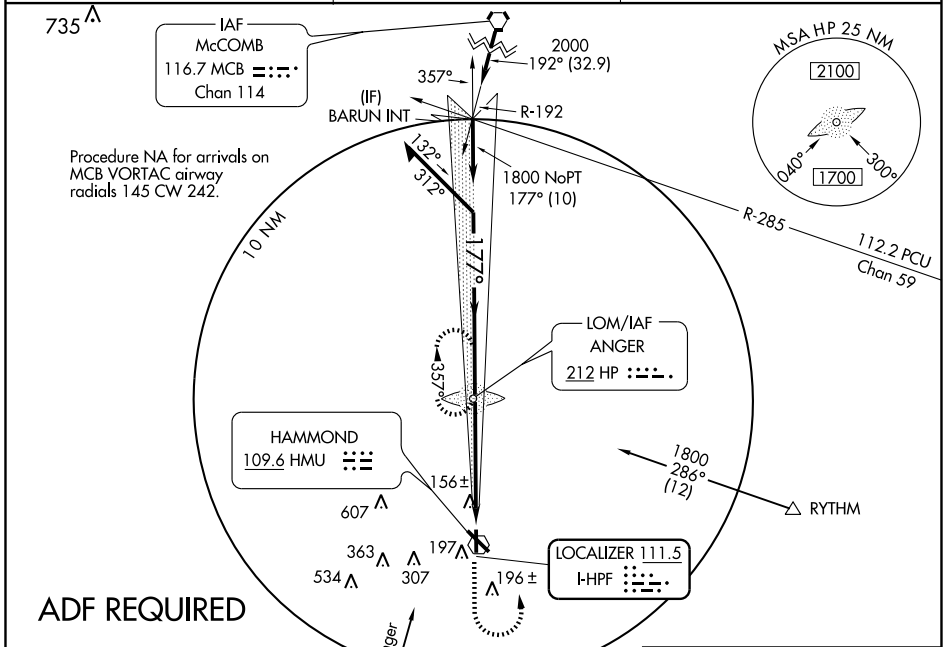 735
IAF
McCOMB
116.7 MCB
Chan 114
2000
192° (32.9)
357°
R-192
(IF)
BARUN INT
MSA HP 25 NM
2100
1700
040°
300°
Procedure NA for arrivals on
MCB VORTAC airway
radials 145 CW 242.
132°
312°
1800 NoPT
177° (10)
10 NM
177°
R-285
112.2 PCU
Chan 59
LOM/IAF
ANGER
212 HP
357°
HAMMOND
109.6 HMU
156±
1800
286°
(12)
RYTHM
607
363
197
534
307
196±
LOCALIZER 111.5
I-HPF
ADF REQUIRED
nger